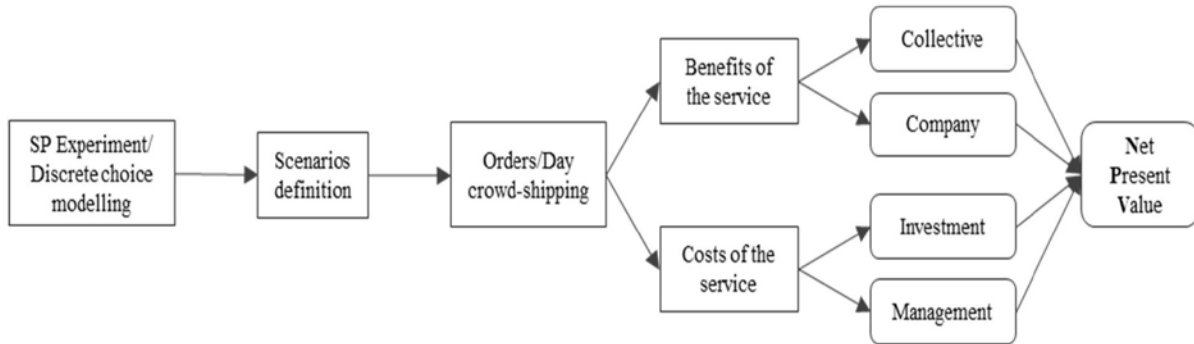 SP Experiment/
Discrete choice
modelling
Scenarios
definition
Orders/Day
crowd-shipping
Benefits of
the service
Costs of the
service
Collective
Company
Investment
Management
Net
Present
Value